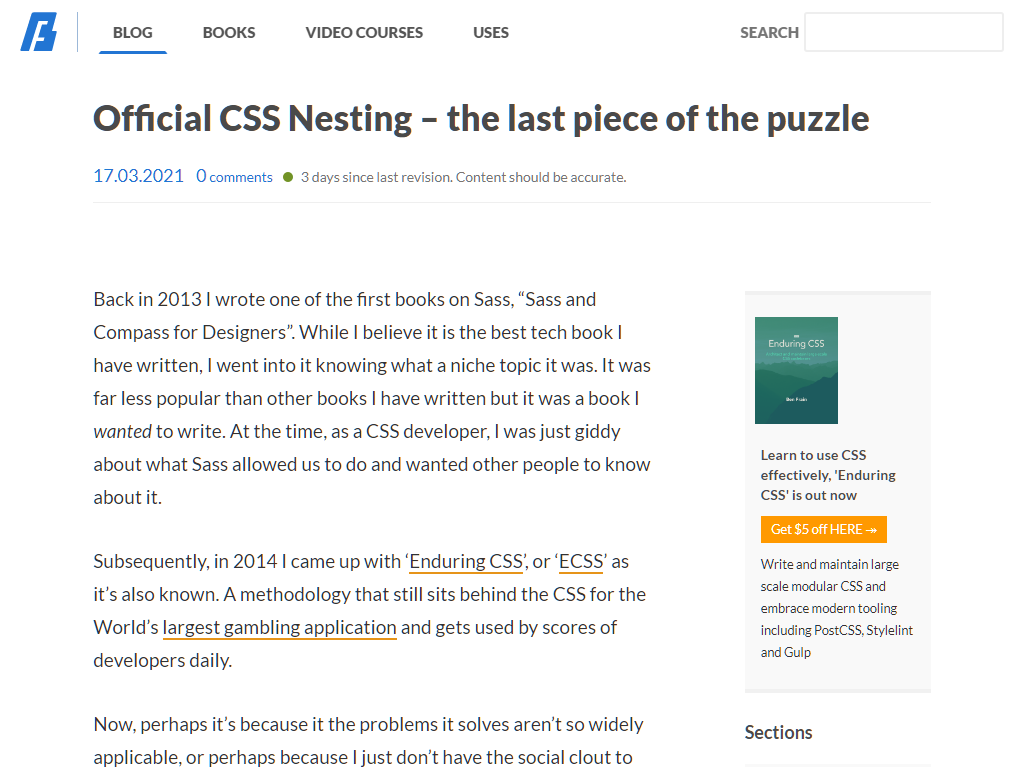 BLOG
BOOKS
VIDEO COURSES
USES
SEARCH
Official CSS Nesting – the last piece of the puzzle
17.03.2021 0 comments 3 days since last revision. Content should be accurate.
Back in 2013 I wrote one of the first books on Sass, “Sass and
Compass for Designers”. While I believe it is the best tech book I
have written, I went into it knowing what a niche topic it was. It was
far less popular than other books I have written but it was a book I
wanted to write. At the time, as a CSS developer, I was just giddy
about what Sass allowed us to do and wanted other people to know
about it.
Subsequently, in 2014 I came up with ‘Enduring CSS’, or ‘ECSS’ as
it’s also known. A methodology that still sits behind the CSS for the
World’s largest gambling application and gets used by scores of
developers daily.
Now, perhaps it’s because it the problems it solves aren’t so widely
applicable, or perhaps because I just don’t have the social clout to
Enduring CSS
Ben Frain
Learn to use CSS
effectively, 'Enduring
CSS' is out now
Get $5 off HERE ↠
Write and maintain large
scale modular CSS and
embrace modern tooling
including PostCSS, Stylelint
and Gulp
Sections